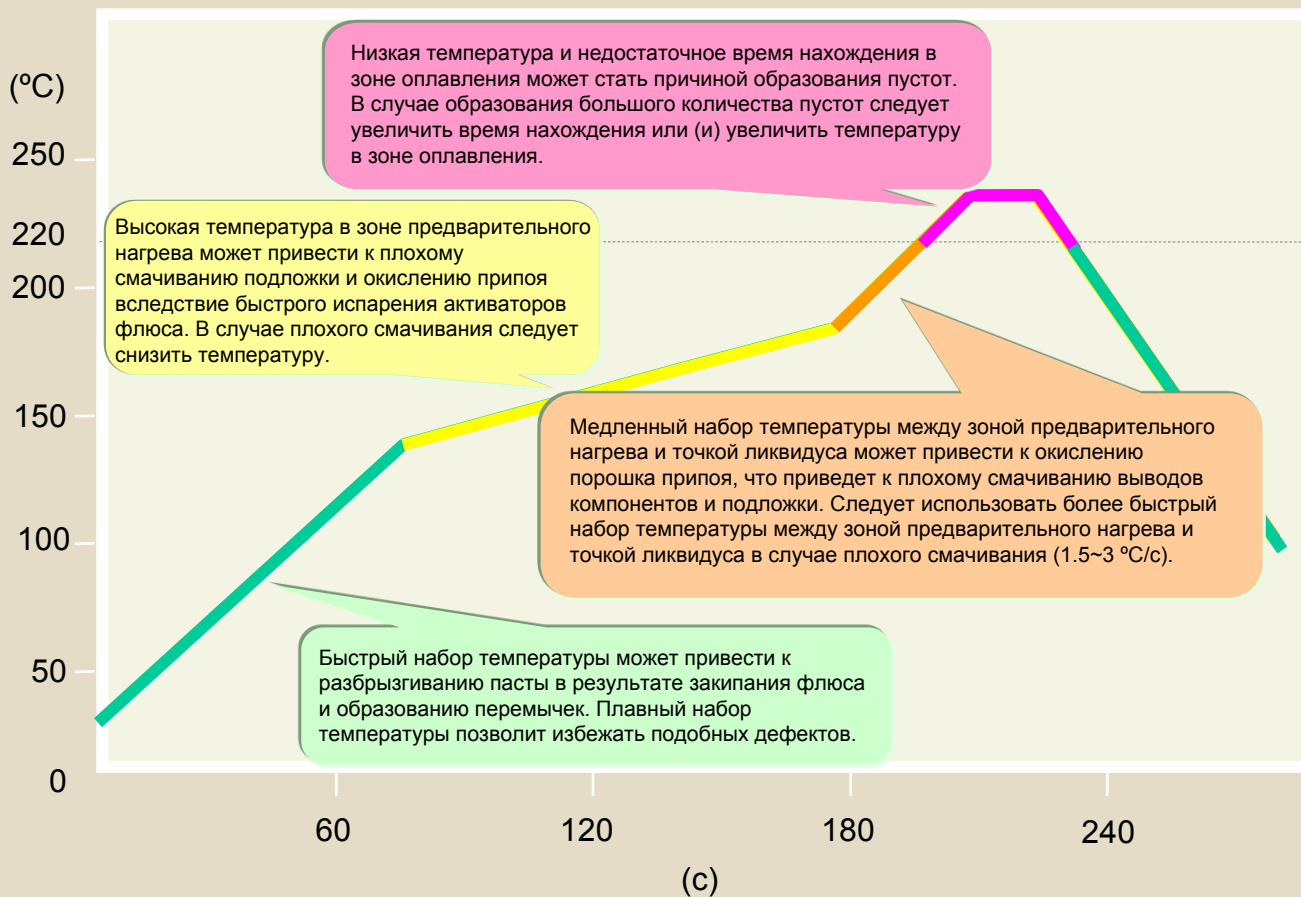 (ºC)
Низкая температура и недостаточное время нахождения в
зоне оплавления может стать причиной образования пустот.
В случае образования большого количества пустот следует
увеличить время нахождения или (и) увеличить температуру
в зоне оплавления.
250
Высокая температура в зоне предварительного
нагрева может привести к плохому
смачиванию подложки и окислению припоя
вследствие быстрого испарения активаторов
флюса. В случае плохого смачивания следует
снизить температуру.
220
200
150
Медленный набор температуры между зоной предварительного
нагрева и точкой ликвидуса может привести к окислению
порошка припоя, что приведет к плохому смачиванию выводов
компонентов и подложки. Следует использовать более быстрый
набор температуры между зоной предварительного нагрева и
точкой ликвидуса в случае плохого смачивания (1.5~3 ºC/с).
100
50
Быстрый набор температуры может привести к
разбрызгиванию пасты в результате закипания флюса
и образованию перемычек. Плавный набор
температуры позволит избежать подобных дефектов.
0
60 120 180 240
(с)